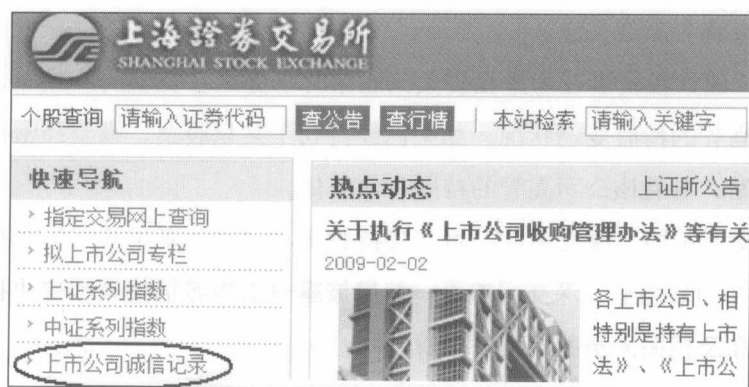 上海證券交易所
SHANGHAI STOCK EXCHANGE
个股查询 请输入证券代码 查公告 查行情 本站检索 请输入关键字
快速导航
指定交易网上查询
拟上市公司专栏
上证系列指数
中证系列指数
上市公司诚信记录
热点动态 上证所公告
关于执行《上市公司收购管理办法》等有关
2009-02-02
各上市公司、相
特别是持有上市
法》、《上市公